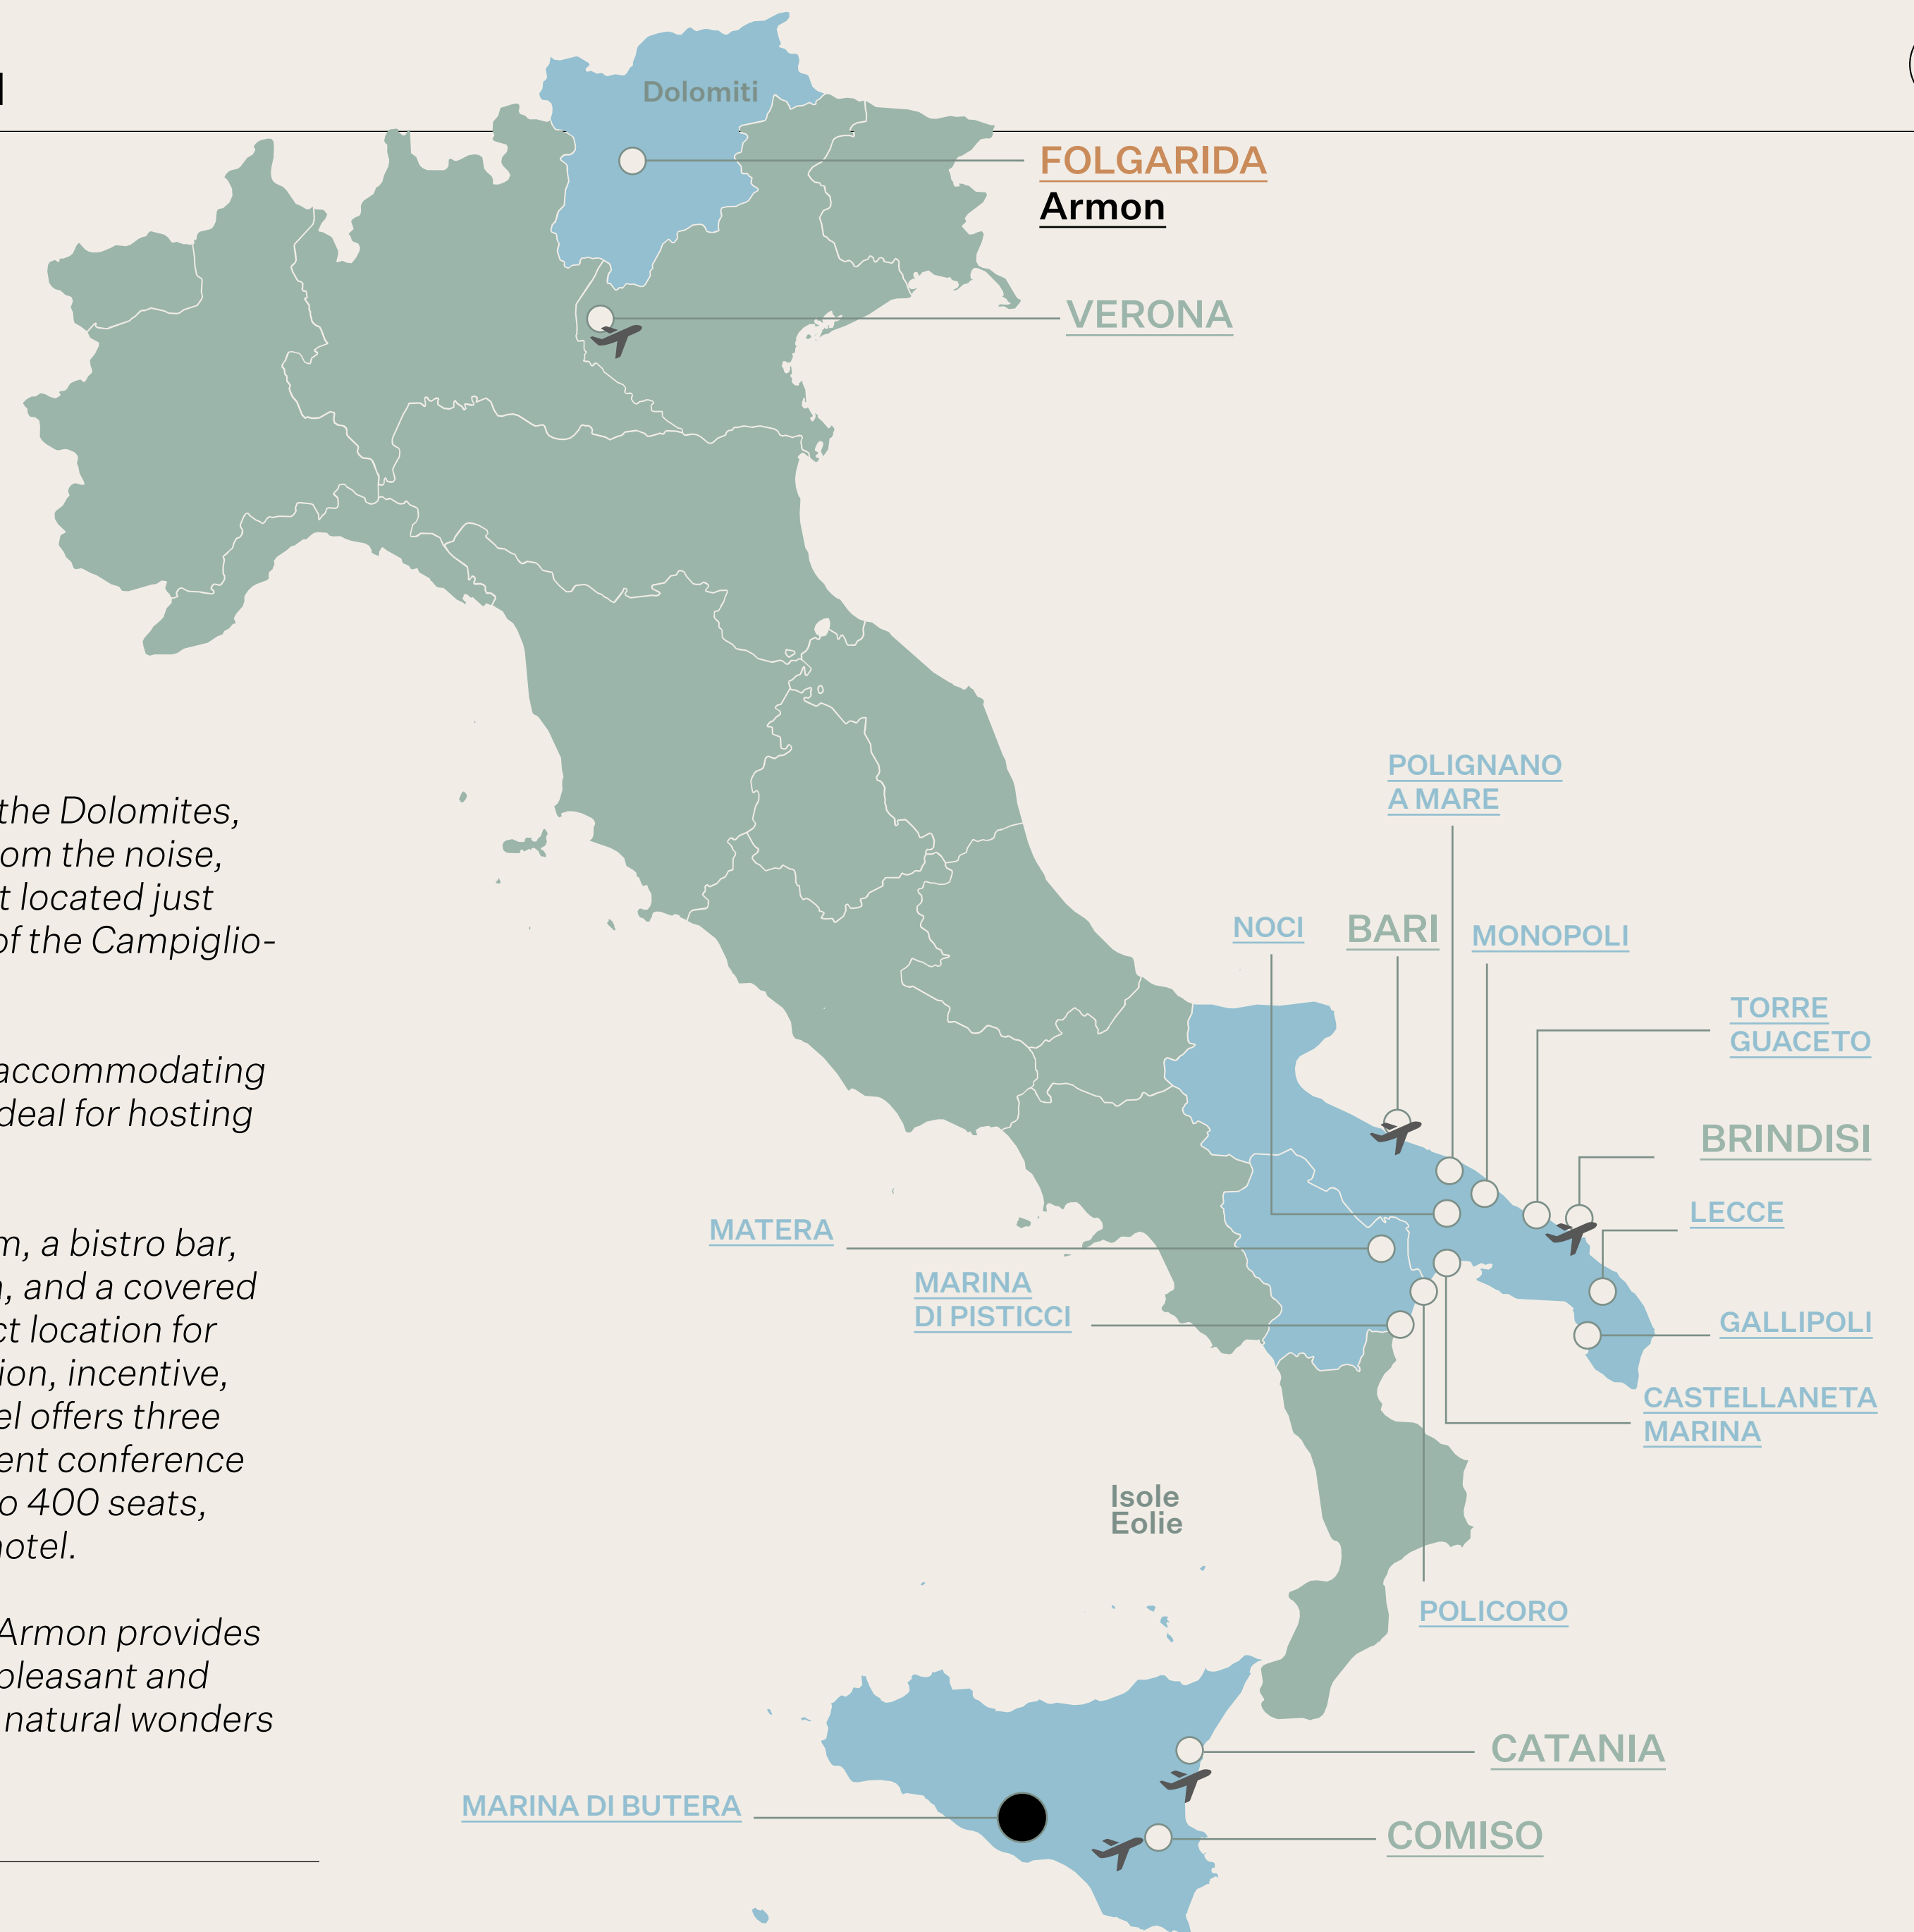 Dolomiti
FOLGARIDA
Armon
VERONA
the Dolomites,
om the noise,
t located just
of the Campiglio-
accommodating
deal for hosting
m, a bistro bar,
, and a covered
ct location for
ion, incentive,
el offers three
ent conference
o 400 seats,
hotel.
Armon provides
pleasant and
natural wonders
POLIGNANO
A MARE
NOCI
BARI
MONOPOLI
TORRE
GUACETO
BRINDISI
LECCE
MATERA
MARINA
DI PISTICCI
GALLIPOLI
CASTELLANETA
MARINA
Isole
Eolie
POLICORO
CATANIA
MARINA DI BUTERA
COMISO